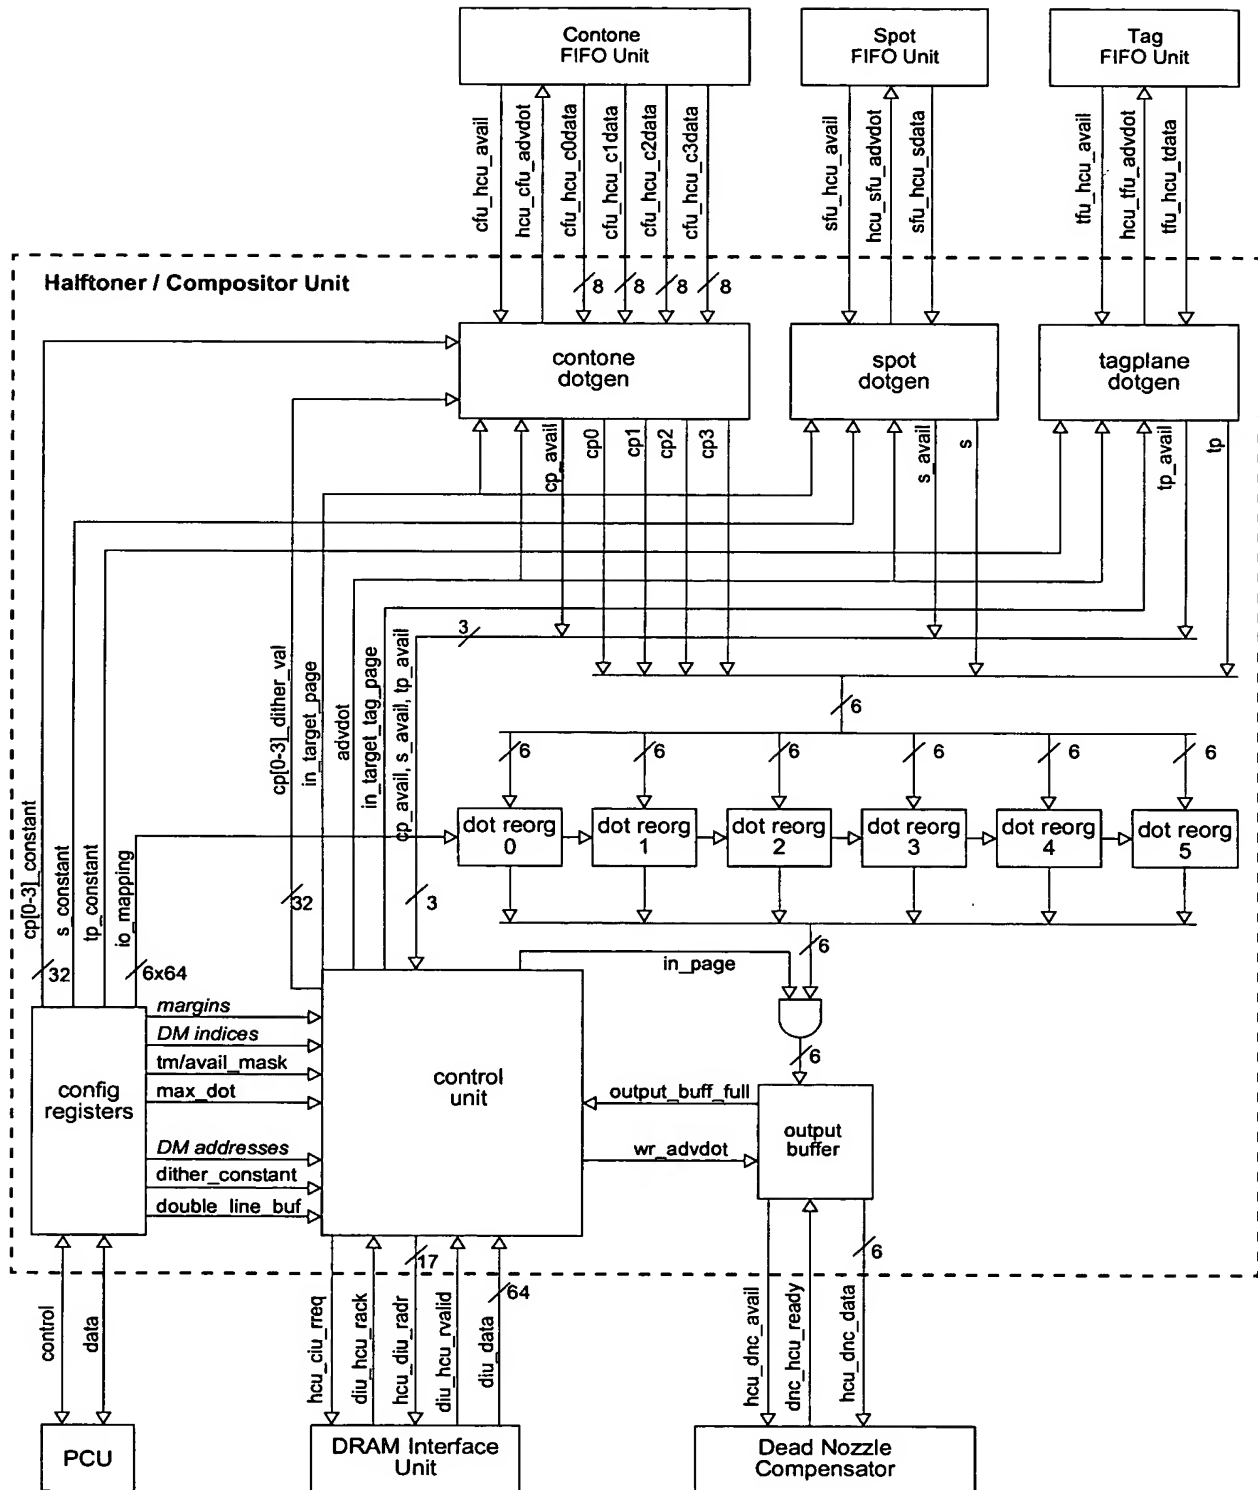 Contone
FIFO Unit
Spot
FIFO Unit
Tag
FIFO Unit
cfu_hcu_avail
hcu_cfu_advdot
cfu_hcu_c0data
cfu_hcu_c1data
cfu_hcu_c2data
cfu_hcu_c3data
sfu_hcu_avail
hcu_sfu_advdot
sfu_hcu_sdata
tfu_hcu_avail
hcu_tfu_advdot
tfu_hcu_tdata
Halftoner / Compositor Unit
8
8
8
8
contone
dotgen
spot
dotgen
tagplane
dotgen
cp_avail
cp0
cp1
cp2
cp3
s_avail
s
tp_avail
tp
3
6
cp[0-3]_constant
s_constant
tp_constant
io_mapping
cp[0-3]_dither_val
in_target_page
advdot
in_target_tag_page
cp_avail, s_avail, tp_avail
6
6
6
6
6
6
dot reorg
0
dot reorg
1
dot reorg
2
dot reorg
3
dot reorg
4
dot reorg
5
32
3
6
32
6x64
in_page
margins
DM indices
tm/avail_mask
max_dot
DM addresses
dither_constant
double_line_buf
config
registers
control
unit
6
output_buff_full
wr_advdot
output
buffer
17
64
6
control
data
hcu_ciu_rreq
diu_hcu_rack
hcu_diu_radr
diu_hcu_rvalid
diu_data
hcu_dnc_avail
dnc_hcu_ready
hcu_dnc_data
PCU
DRAM Interface
Unit
Dead Nozzle
Compensator